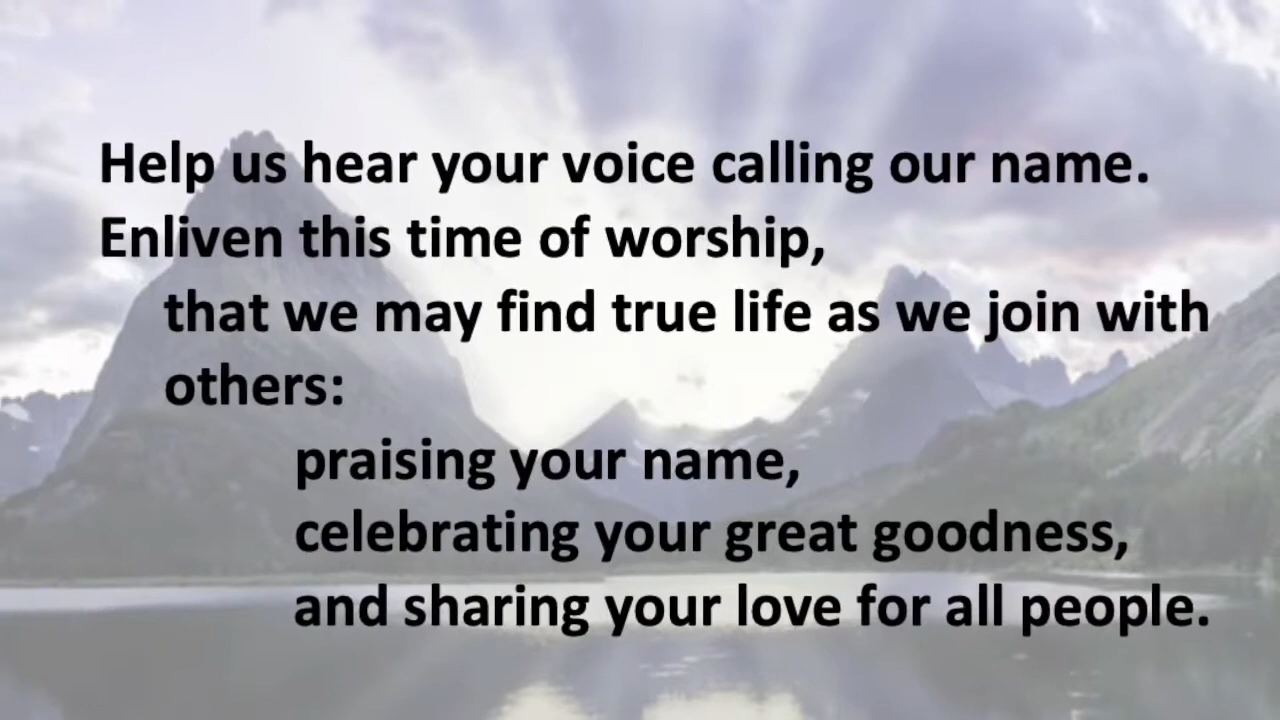 Help us hear your voice calling our name.
Enliven this time of worship,
that we may find true life as we join with
others:
praising your name,
celebrating your great goodness,
and sharing your love for all people.